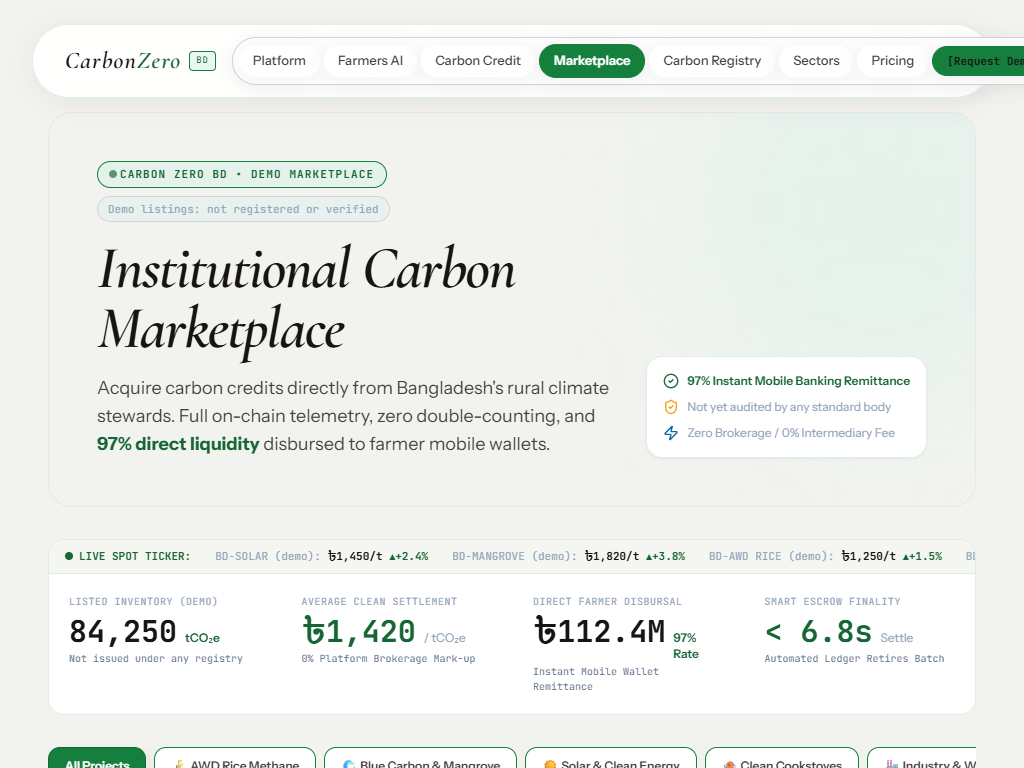 CarbonZero BD Platform Farmers AI Carbon Credit Marketplace Carbon Registry Sectors Pricing [Request Dem
CARBON ZERO BD • DEMO MARKETPLACE
Demo listings: not registered or verified
Institutional Carbon
Marketplace
Acquire carbon credits directly from Bangladesh's rural climate
stewards. Full on-chain telemetry, zero double-counting, and
97% direct liquidity disbursed to farmer mobile wallets.
97% Instant Mobile Banking Remittance
Not yet audited by any standard body
Zero Brokerage / 0% Intermediary Fee
LIVE SPOT TICKER: BD-SOLAR (demo): ৳1,450/t ▲+2.4% BD-MANGROVE (demo): ৳1,820/t ▲+3.8% BD-AWD RICE (demo): ৳1,250/t ▲+1.5%
LISTED INVENTORY (DEMO)
84,250 tCO₂e
Not issued under any registry
AVERAGE CLEAN SETTLEMENT
৳1,420 / tCO₂e
0% Platform Brokerage Mark-up
DIRECT FARMER DISBURSAL
৳112.4M 97% Rate
Instant Mobile Wallet
Remittance
SMART ESCROW FINALITY
< 6.8s Settle
Automated Ledger Retires Batch
All Projects AWD Rice Methane Blue Carbon & Mangrove Solar & Clean Energy Clean Cookstoves Industry & W